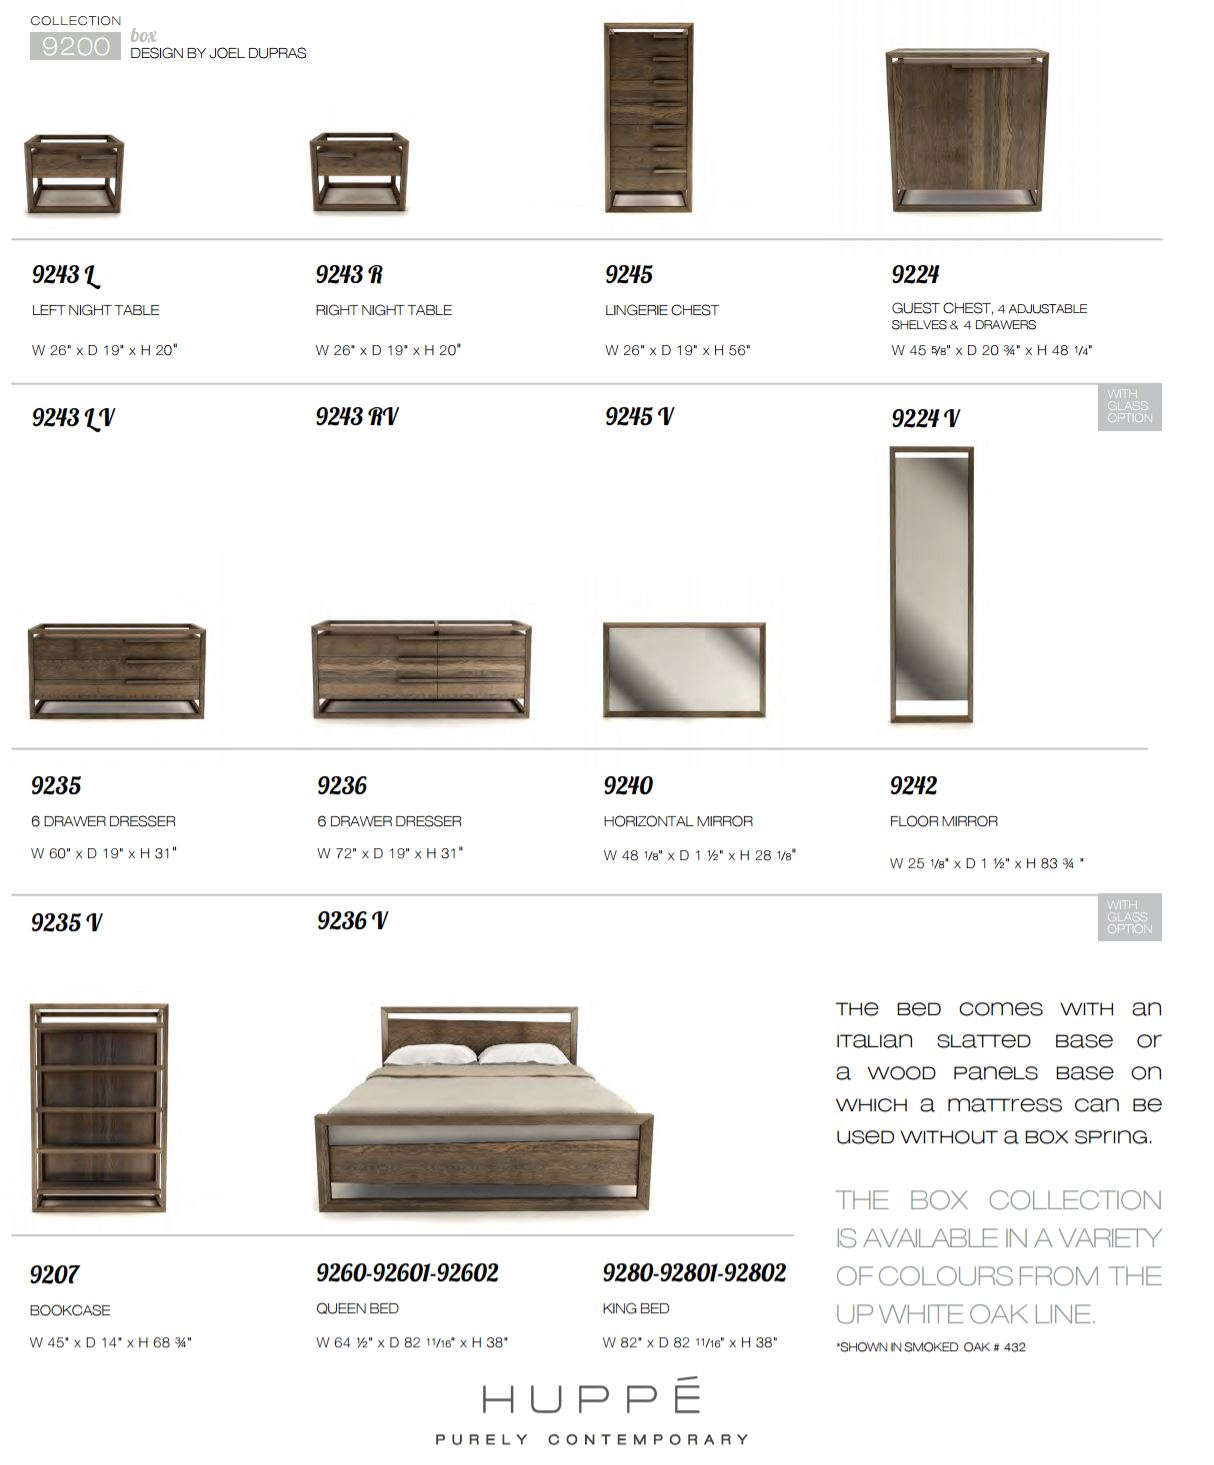 COLLECTION
9200
box
DESIGN BY JOEL DUPRAS
9243 L
LEFT NIGHT TABLE
W 26" x D 19" x H 20"
9243 R
RIGHT NIGHT TABLE
W 26" x D 19" x H 20"
9245
LINGERIE CHEST
W 26" x D 19" x H 56"
9224
GUEST CHEST, 4 ADJUSTABLE
SHELVES & 4 DRAWERS
W 45 5/8" x D 20 ¾" x H 48 1/4"
WITH
GLASS
OPTION
9243 LV
9243 RV
9245 V
9224 V
9235
6 DRAWER DRESSER
W 60" x D 19" x H 31"
9236
6 DRAWER DRESSER
W 72" x D 19" x H 31"
9240
HORIZONTAL MIRROR
W 48 1/8" x D 1 ½" x H 28 1/8"
9242
FLOOR MIRROR
W 25 1/8" x D 1 ½" x H 83 ¾ "
WITH
GLASS
OPTION
9235 V
9236 V
9207
BOOKCASE
W 45" x D 14" x H 68 ¾"
9260-92601-92602
QUEEN BED
W 64 ½" x D 82 11/16" x H 38"
9280-92801-92802
KING BED
W 82" x D 82 11/16" x H 38"
THE BED COMES WITH an
ITALIAN SLATTED BASE or
a WOOD PANELS BASE ON
WHICH a MATTRESS CAN BE
USED WITHOUT a BOX SPRING.
THE BOX COLLECTION
IS AVAILABLE IN A VARIETY
OF COLOURS FROM THE
UP WHITE OAK LINE.
*SHOWN IN SMOKED OAK # 432
HUPPÉ
PURELY CONTEMPORARY